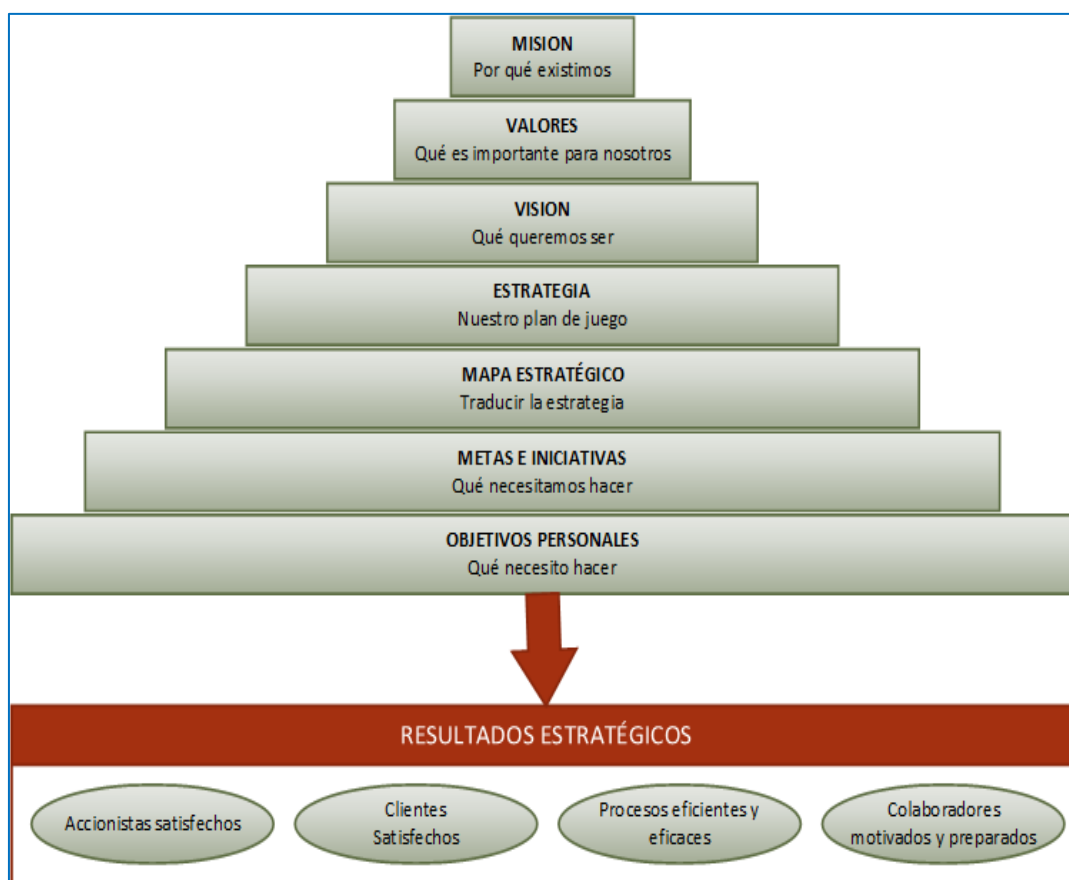 MISION
Por qué existimos
VALORES
Qué es importante para nosotros
VISION
Qué queremos ser
ESTRATEGIA
Nuestro plan de juego
MAPA ESTRATÉGICO
Traducir la estrategia
METAS E INICIATIVAS
Qué necesitamos hacer
OBJETIVOS PERSONALES
Qué necesito hacer
RESULTADOS ESTRATÉGICOS
Accionistas satisfechos
Clientes
Satisfechos
Procesos eficientes y
eficaces
Colaboradores
motivados y preparados